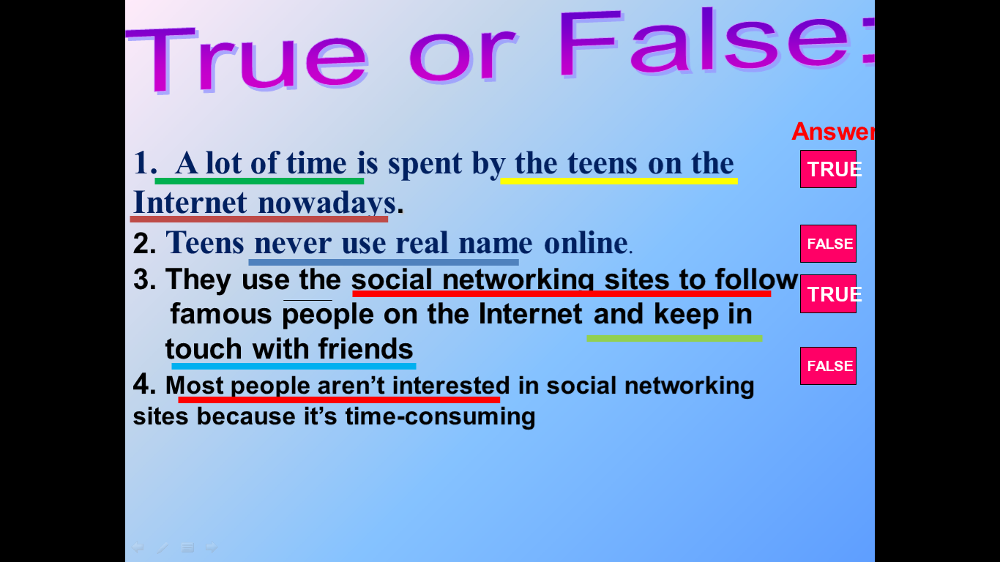 True or False:
Answer
1. A lot of time is spent by the teens on the
TRUE
Internet nowadays.
2. Teens never use real name online.
FALSE
3. They use the social networking sites to follow
TRUE
famous people on the Internet and keep in
touch with friends
FALSE
4. Most people aren’t interested in social networking
sites because it’s time-consuming